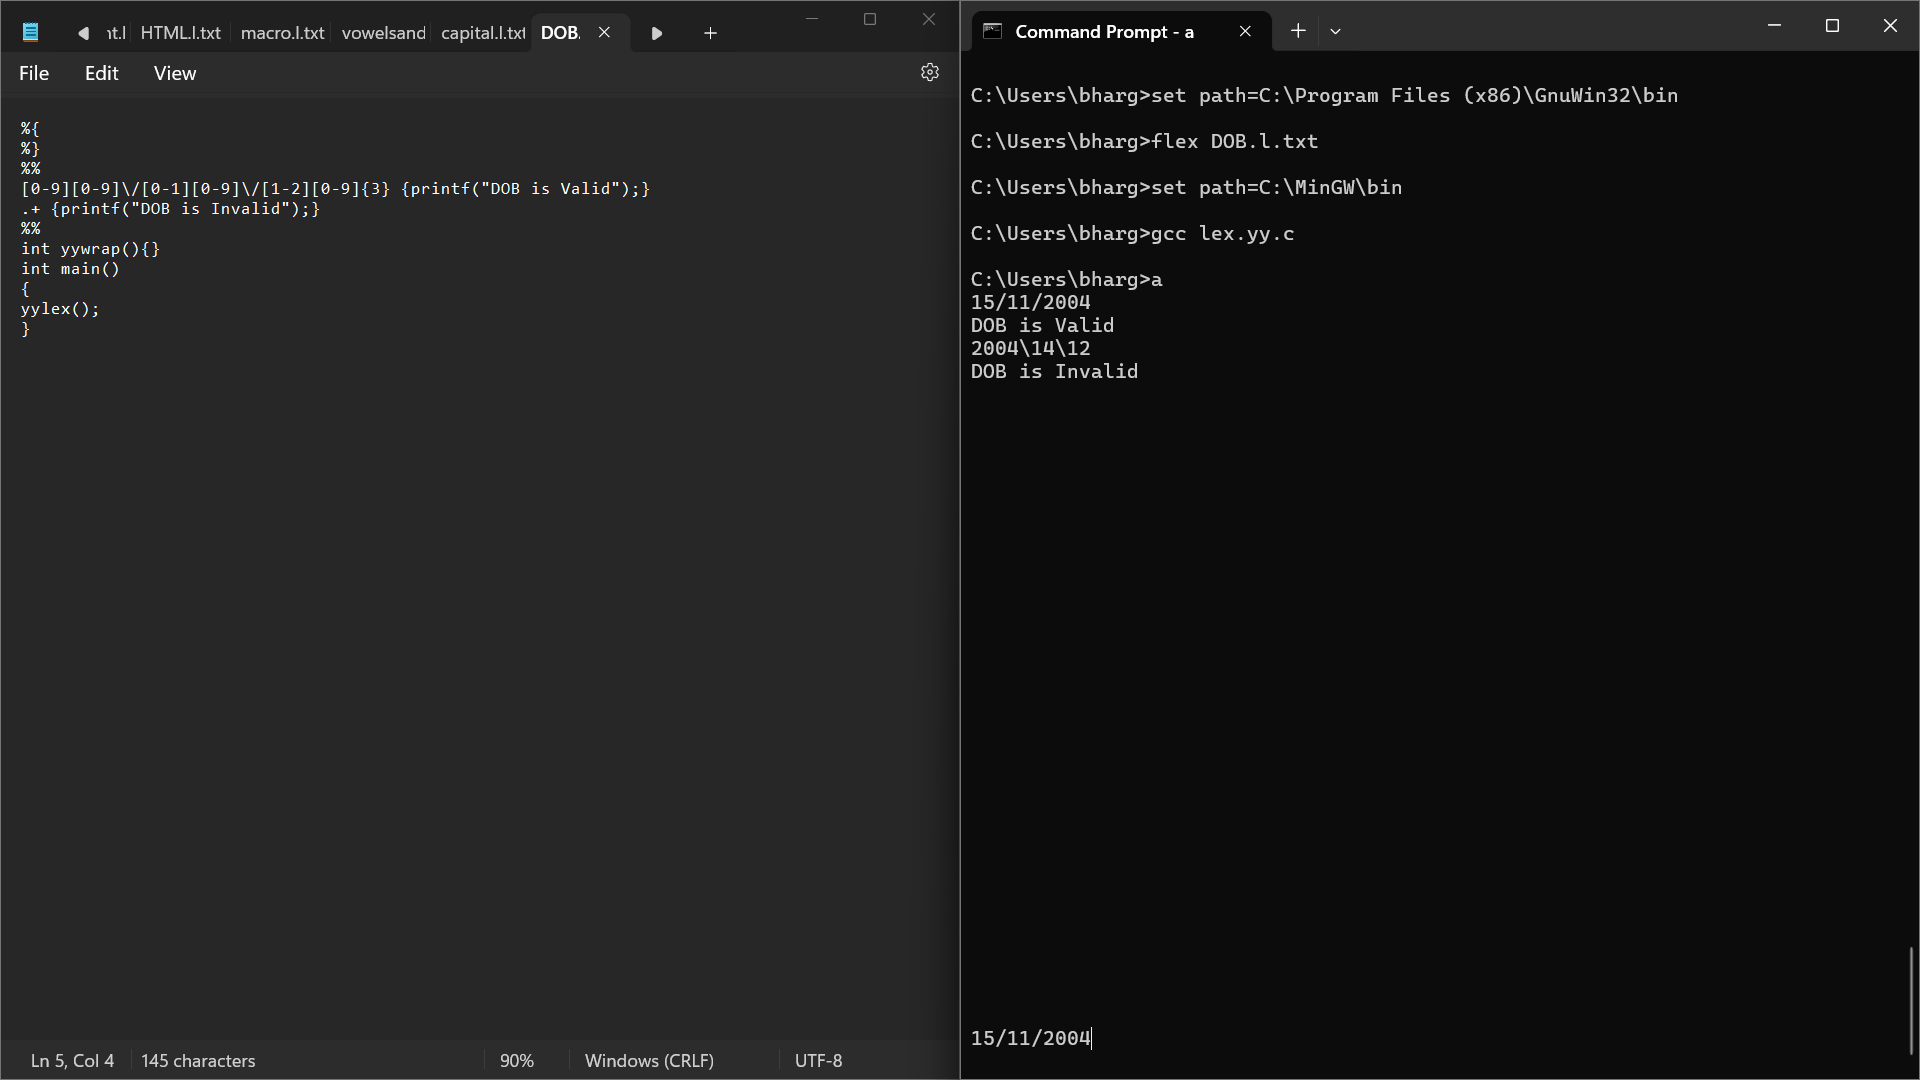 nt.l HTML.l.txt macro.l.txt vowelsand capital.l.txt DOB.
File Edit View
%{
%}
%%
[0-9][0-9]\/[0-1][0-9]\/[1-2][0-9]{3} {printf("DOB is Valid");}
.+ {printf("DOB is Invalid");}
%%
int yywrap(){}
int main()
{
yylex();
}
Ln 5, Col 4 145 characters 90% Windows (CRLF) UTF-8
Command Prompt - a
C:\Users\bharg>set path=C:\Program Files (x86)\GnuWin32\bin
C:\Users\bharg>flex DOB.l.txt
C:\Users\bharg>set path=C:\MinGW\bin
C:\Users\bharg>gcc lex.yy.c
C:\Users\bharg>a
15/11/2004
DOB is Valid
2004\14\12
DOB is Invalid
15/11/2004